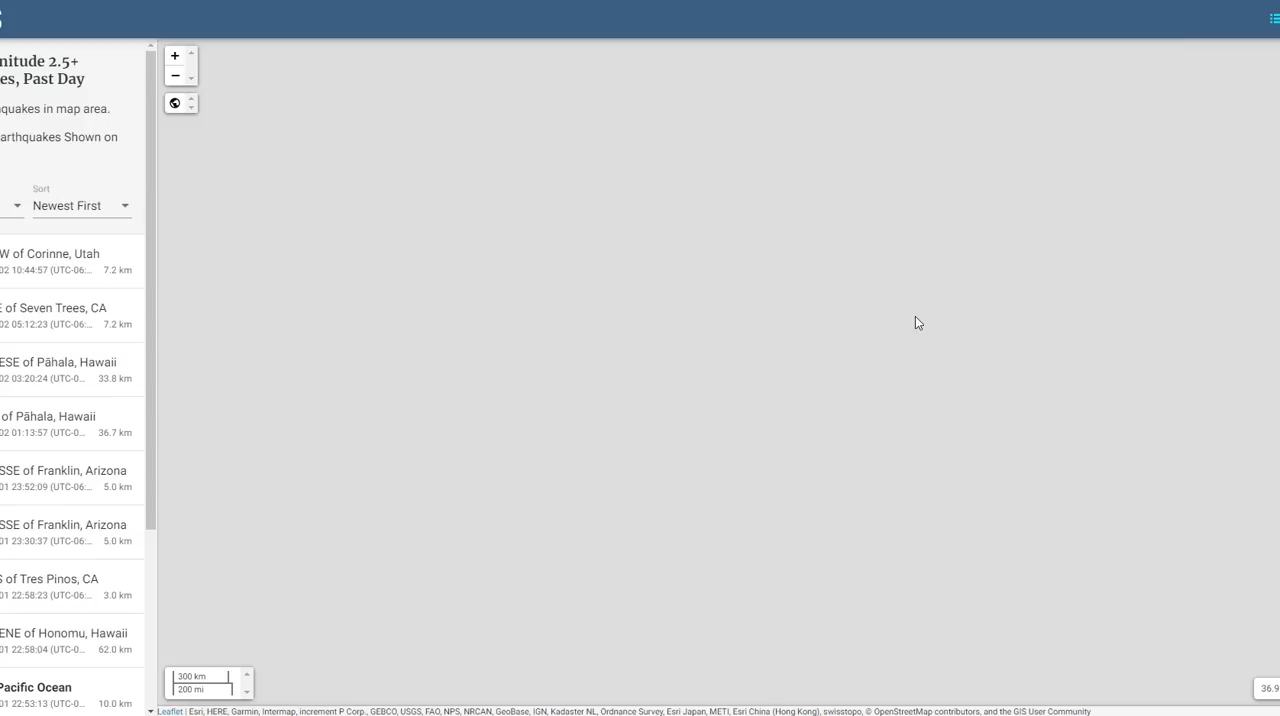 S
nitude 2.5+
es, Past Day
quakes in map area.
arthquakes Shown on
Sort
Newest First
W of Corinne, Utah
02 10:44:57 (UTC-06:... 7.2 km
E of Seven Trees, CA
02 05:12:23 (UTC-06:... 7.2 km
ESE of Pāhala, Hawaii
02 03:20:24 (UTC-0... 33.8 km
of Pāhala, Hawaii
02 01:13:57 (UTC-0... 36.7 km
SSE of Franklin, Arizona
01 23:52:09 (UTC-06:... 5.0 km
SSE of Franklin, Arizona
01 23:30:37 (UTC-06:... 5.0 km
S of Tres Pinos, CA
01 22:58:23 (UTC-06:... 3.0 km
ENE of Honomu, Hawaii
01 22:58:04 (UTC-0... 62.0 km
Pacific Ocean
01 22:53:13 (UTC-0... 10.0 km
+
−
300 km
200 mi
36.9
Leaflet | Esri, HERE, Garmin, Intermap, increment P Corp., GEBCO, USGS, FAO, NPS, NRCAN, GeoBase, IGN, Kadaster NL, Ordnance Survey, Esri Japan, METI, Esri China (Hong Kong), swisstopo, © OpenStreetMap contributors, and the GIS User Community